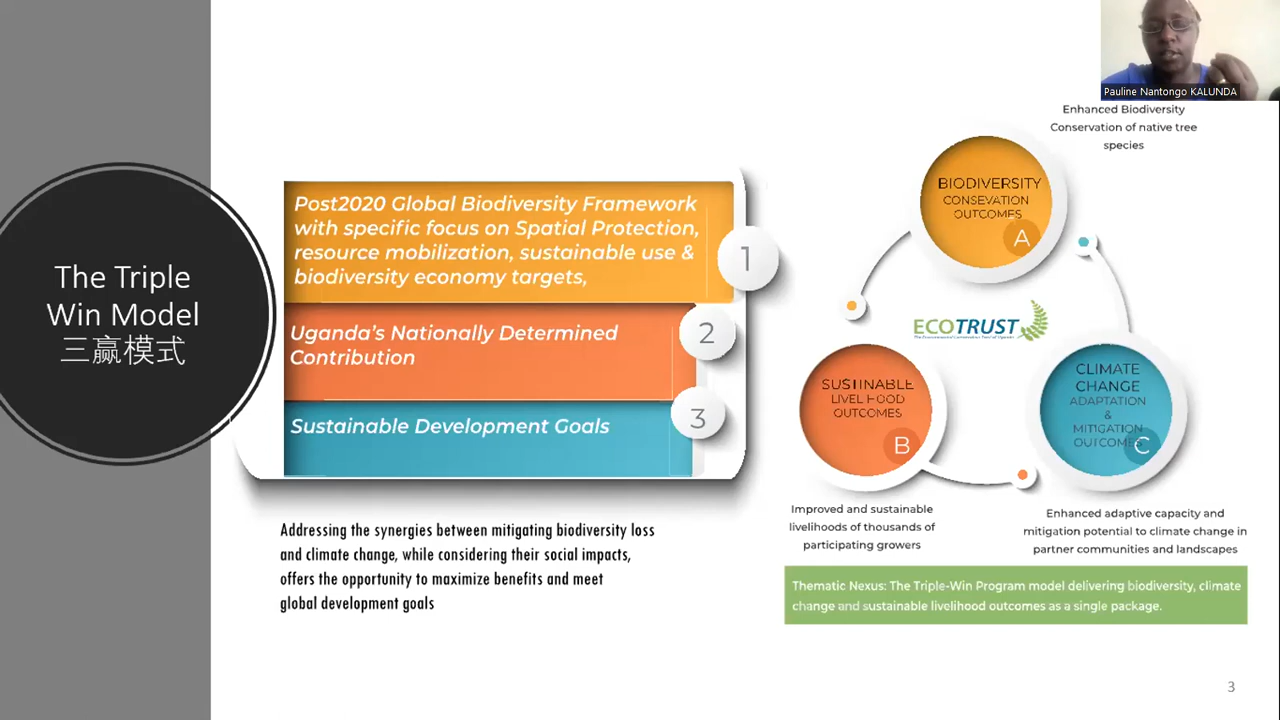 Pauline Nantongo KALUNDA
The Triple
Win Model
三赢模式
Post2020 Global Biodiversity Framework
with specific focus on Spatial Protection,
resource mobilization, sustainable use &
biodiversity economy targets,
1
Uganda's Nationally Determined
Contribution
2
Sustainable Development Goals
3
Addressing the synergies between mitigating biodiversity loss
and climate change, while considering their social impacts,
offers the opportunity to maximize benefits and meet
global development goals
Enhanced Biodiversity
Conservation of native tree
species
BIODIVERSITY
CONSEVATION
OUTCOMES
A
ECOTRUST
SUSTIINABLE
LIVELIHOOD
OUTCOMES
B
CLIMATE
CHANGE
ADAPTATION
&
MITIGATION
OUTCOMES
C
Improved and sustainable
livelihoods of thousands of
participating growers
Enhanced adaptive capacity and
mitigation potential to climate change in
partner communities and landscapes
Thematic Nexus: The Triple-Win Program model delivering biodiversity, climate
change and sustainable livelihood outcomes as a single package.
3